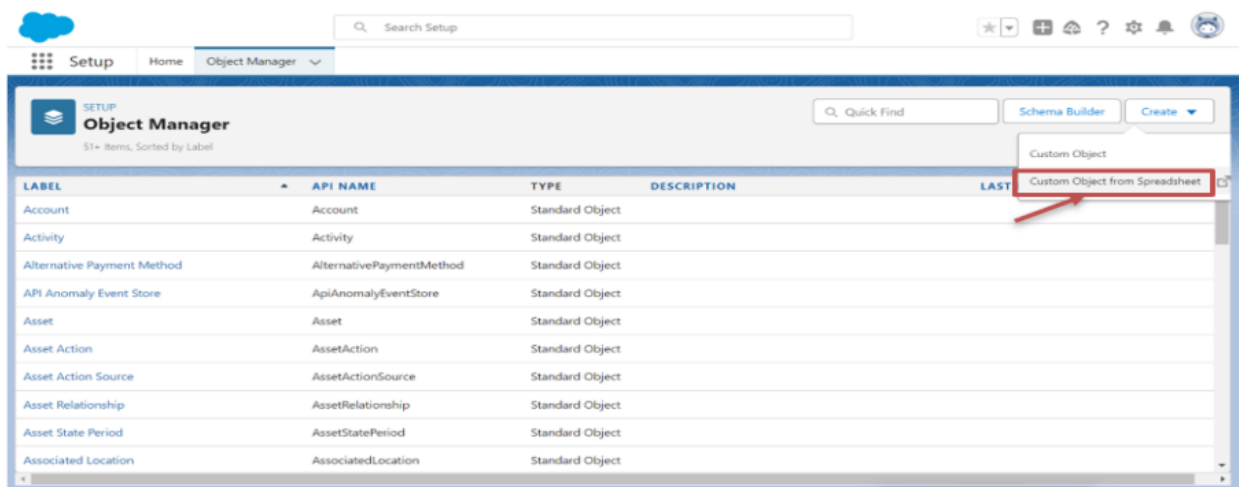 Search Setup
Setup Home Object Manager
SETUP
Object Manager
51+ Items, Sorted by Label
Quick Find
Schema Builder
Create
Custom Object
Custom Object from Spreadsheet
LABEL API NAME TYPE DESCRIPTION LAST
Account Account Standard Object
Activity Activity Standard Object
Alternative Payment Method AlternativePaymentMethod Standard Object
API Anomaly Event Store ApiAnomalyEventStore Standard Object
Asset Asset Standard Object
Asset Action AssetAction Standard Object
Asset Action Source AssetActionSource Standard Object
Asset Relationship AssetRelationship Standard Object
Asset State Period AssetStatePeriod Standard Object
Associated Location AssociatedLocation Standard Object